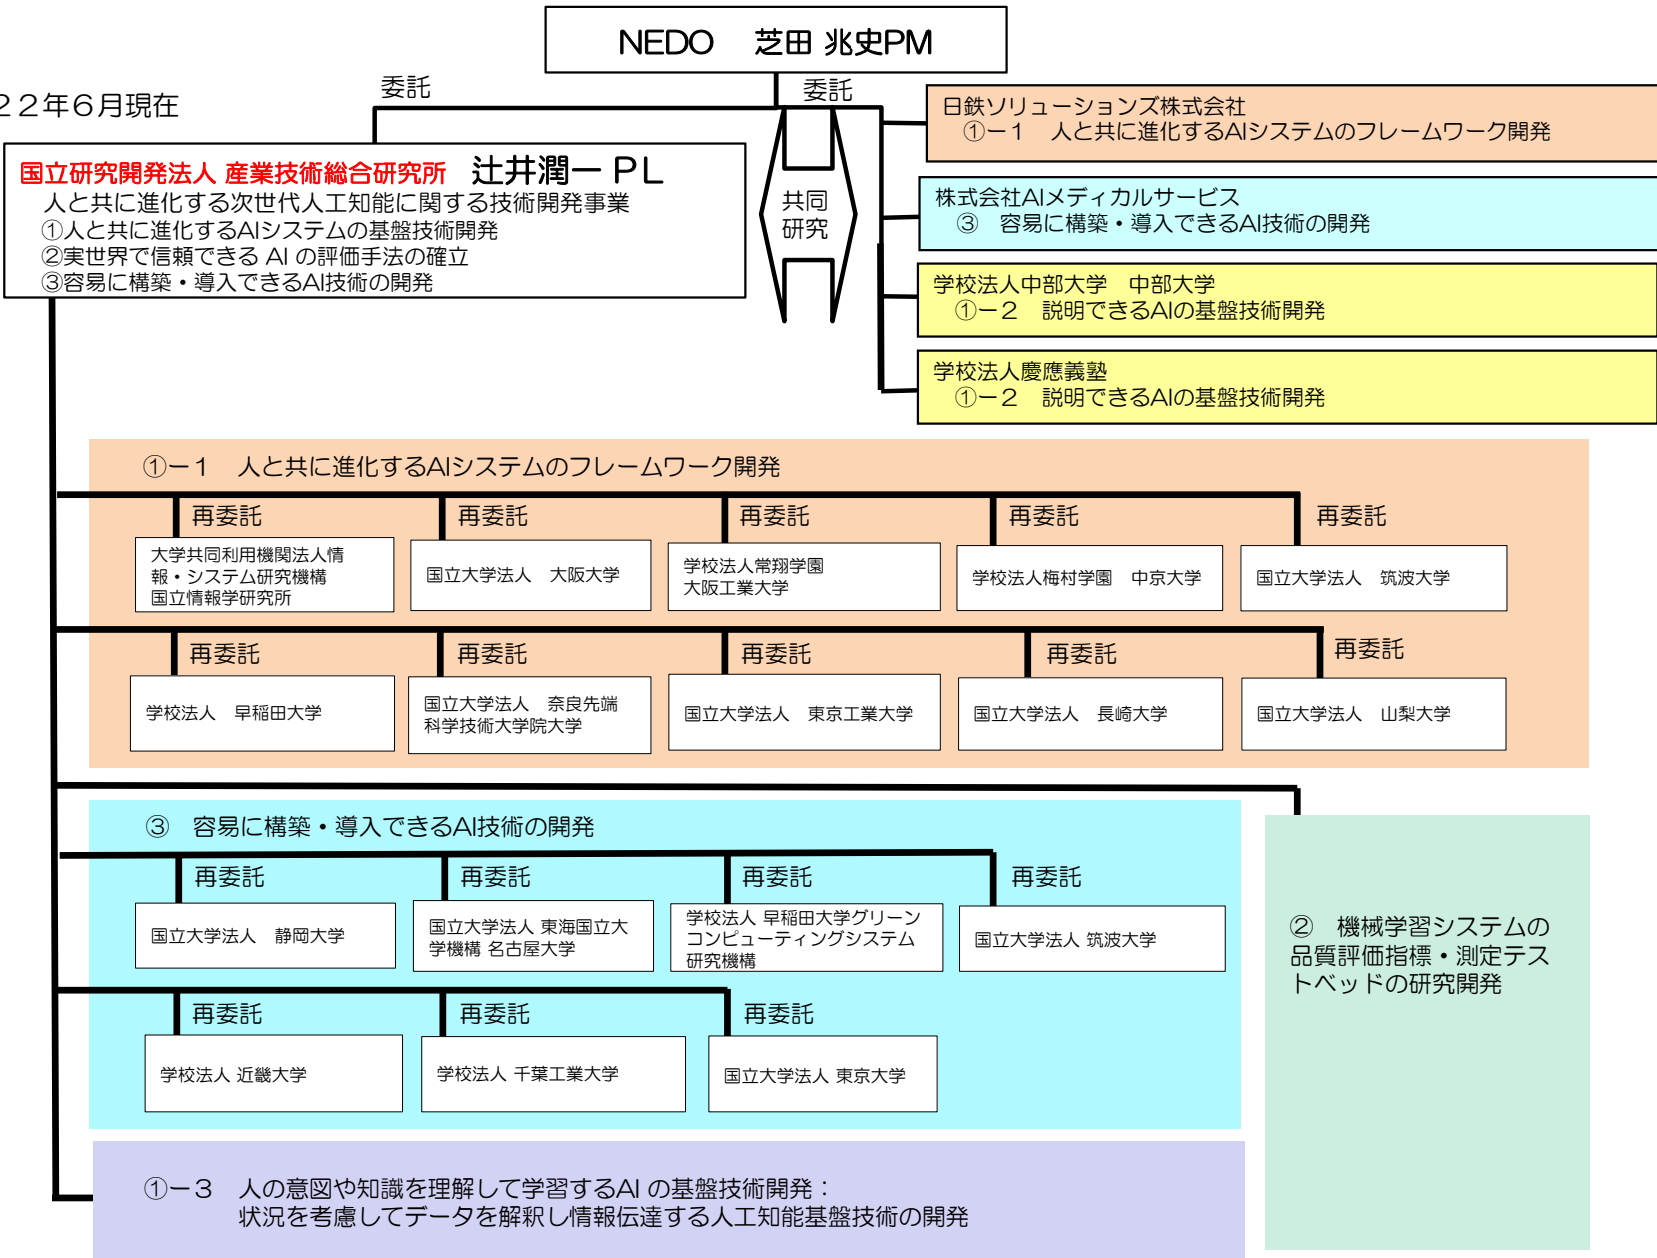 NEDO　芝田 兆史PM
22年6月現在
委託
委託
国立研究開発法人 産業技術総合研究所　辻井潤一 PL
人と共に進化する次世代人工知能に関する技術開発事業
①人と共に進化するAIシステムの基盤技術開発
②実世界で信頼できる AI の評価手法の確立
③容易に構築・導入できるAI技術の開発
共同
研究
日鉄ソリューションズ株式会社
①ー１　人と共に進化するAIシステムのフレームワーク開発
株式会社AIメディカルサービス
③　容易に構築・導入できるAI技術の開発
学校法人中部大学　中部大学
①ー２　説明できるAIの基盤技術開発
学校法人慶應義塾
①ー２　説明できるAIの基盤技術開発
①ー１　人と共に進化するAIシステムのフレームワーク開発
再委託
再委託
再委託
再委託
再委託
大学共同利用機関法人情
報・システム研究機構
国立情報学研究所
国立大学法人　大阪大学
学校法人常翔学園
大阪工業大学
学校法人梅村学園　中京大学
国立大学法人　筑波大学
再委託
再委託
再委託
再委託
再委託
学校法人　早稲田大学
国立大学法人　奈良先端
科学技術大学院大学
国立大学法人　東京工業大学
国立大学法人　長崎大学
国立大学法人　山梨大学
③　容易に構築・導入できるAI技術の開発
再委託
再委託
再委託
再委託
国立大学法人　静岡大学
国立大学法人 東海国立大
学機構 名古屋大学
学校法人 早稲田大学グリーン
コンピューティングシステム
研究機構
国立大学法人 筑波大学
再委託
再委託
再委託
学校法人 近畿大学
学校法人 千葉工業大学
国立大学法人 東京大学
②　機械学習システムの
品質評価指標・測定テス
トベッドの研究開発
①ー３　人の意図や知識を理解して学習するAI の基盤技術開発：
状況を考慮してデータを解釈し情報伝達する人工知能基盤技術の開発